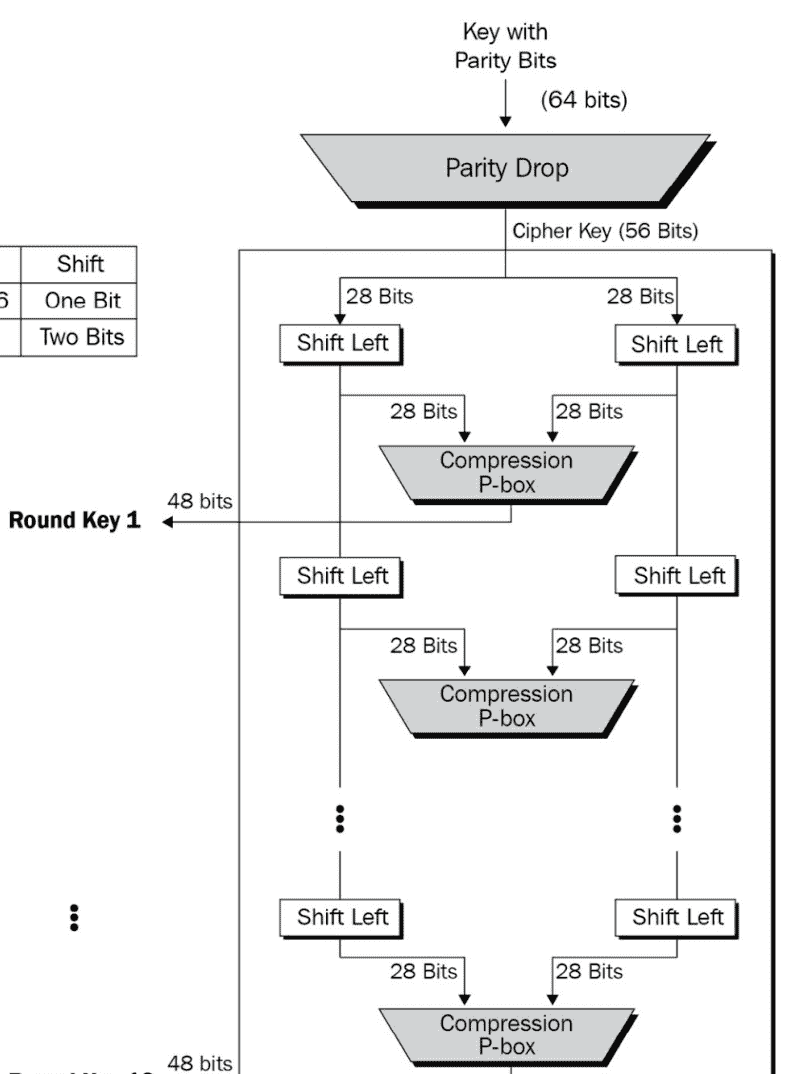 Key with
Parity Bits
(64 bits)
Parity Drop
Cipher Key (56 Bits)
Shift
6 One Bit
Two Bits
28 Bits 28 Bits
Shift Left Shift Left
28 Bits 28 Bits
Compression
P-box
48 bits
Round Key 1
Shift Left Shift Left
28 Bits 28 Bits
Compression
P-box
Shift Left Shift Left
28 Bits 28 Bits
Compression
P-box
48 bits